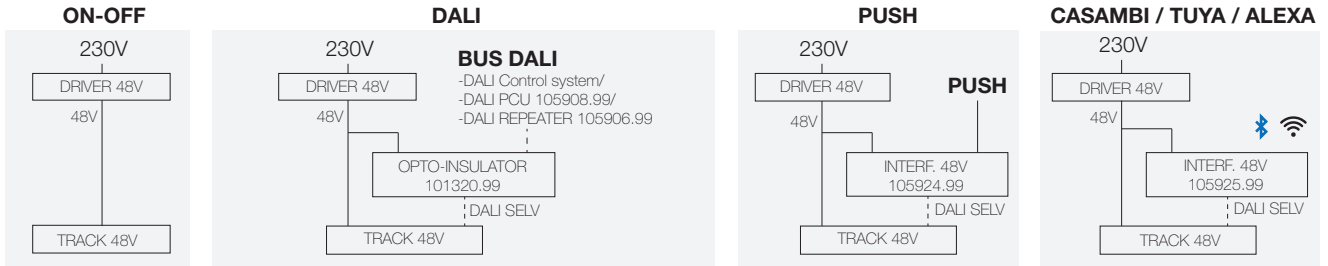 ON-OFF
230V
DRIVER 48V
48V
TRACK 48V
DALI
230V
DRIVER 48V
48V
BUS DALI
-DALI Control system/
-DALI PCU 105908.99/
-DALI REPEATER 105906.99
OPTO-INSULATOR
101320.99
DALI SELV
TRACK 48V
PUSH
230V
DRIVER 48V
PUSH
48V
INTERF. 48V
105924.99
DALI SELV
TRACK 48V
CASAMBI / TUYA / ALEXA
230V
DRIVER 48V
48V
INTERF. 48V
105925.99
DALI SELV
TRACK 48V